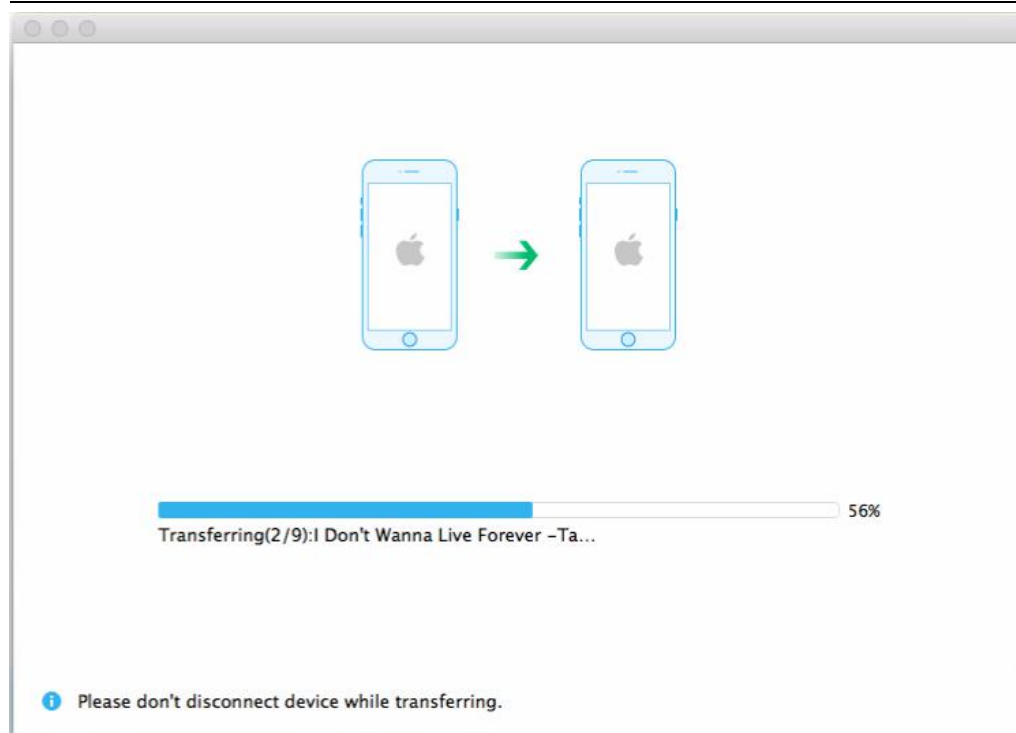 56%
Transferring(2/9):I Don't Wanna Live Forever –Ta...
Please don't disconnect device while transferring.